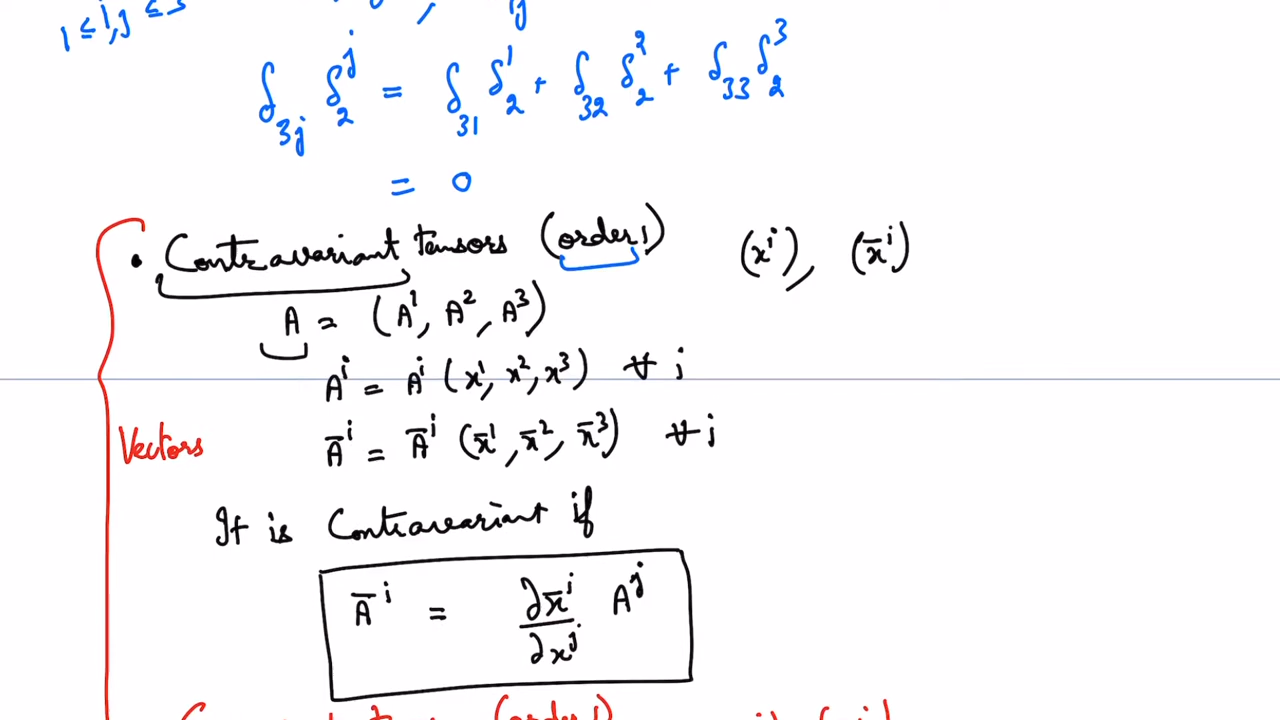 1 ≤ i,j ≤ 3 , ij
δ_{3j} δ^j_2 = δ_{31} δ^1_2 + δ_{32} δ^2_2 + δ_{33} δ^3_2
= 0
• Contravariant tensors (order 1) (x^i), (x̄^i)
A = (A^1, A^2, A^3)
A^i = A^i (x^1, x^2, x^3) ∀ i
Vectors Ā^i = Ā^i (x̄^1, x̄^2, x̄^3) ∀ i
It is Contravariant if
Ā^i = ∂x̄^i/∂x^j A^j